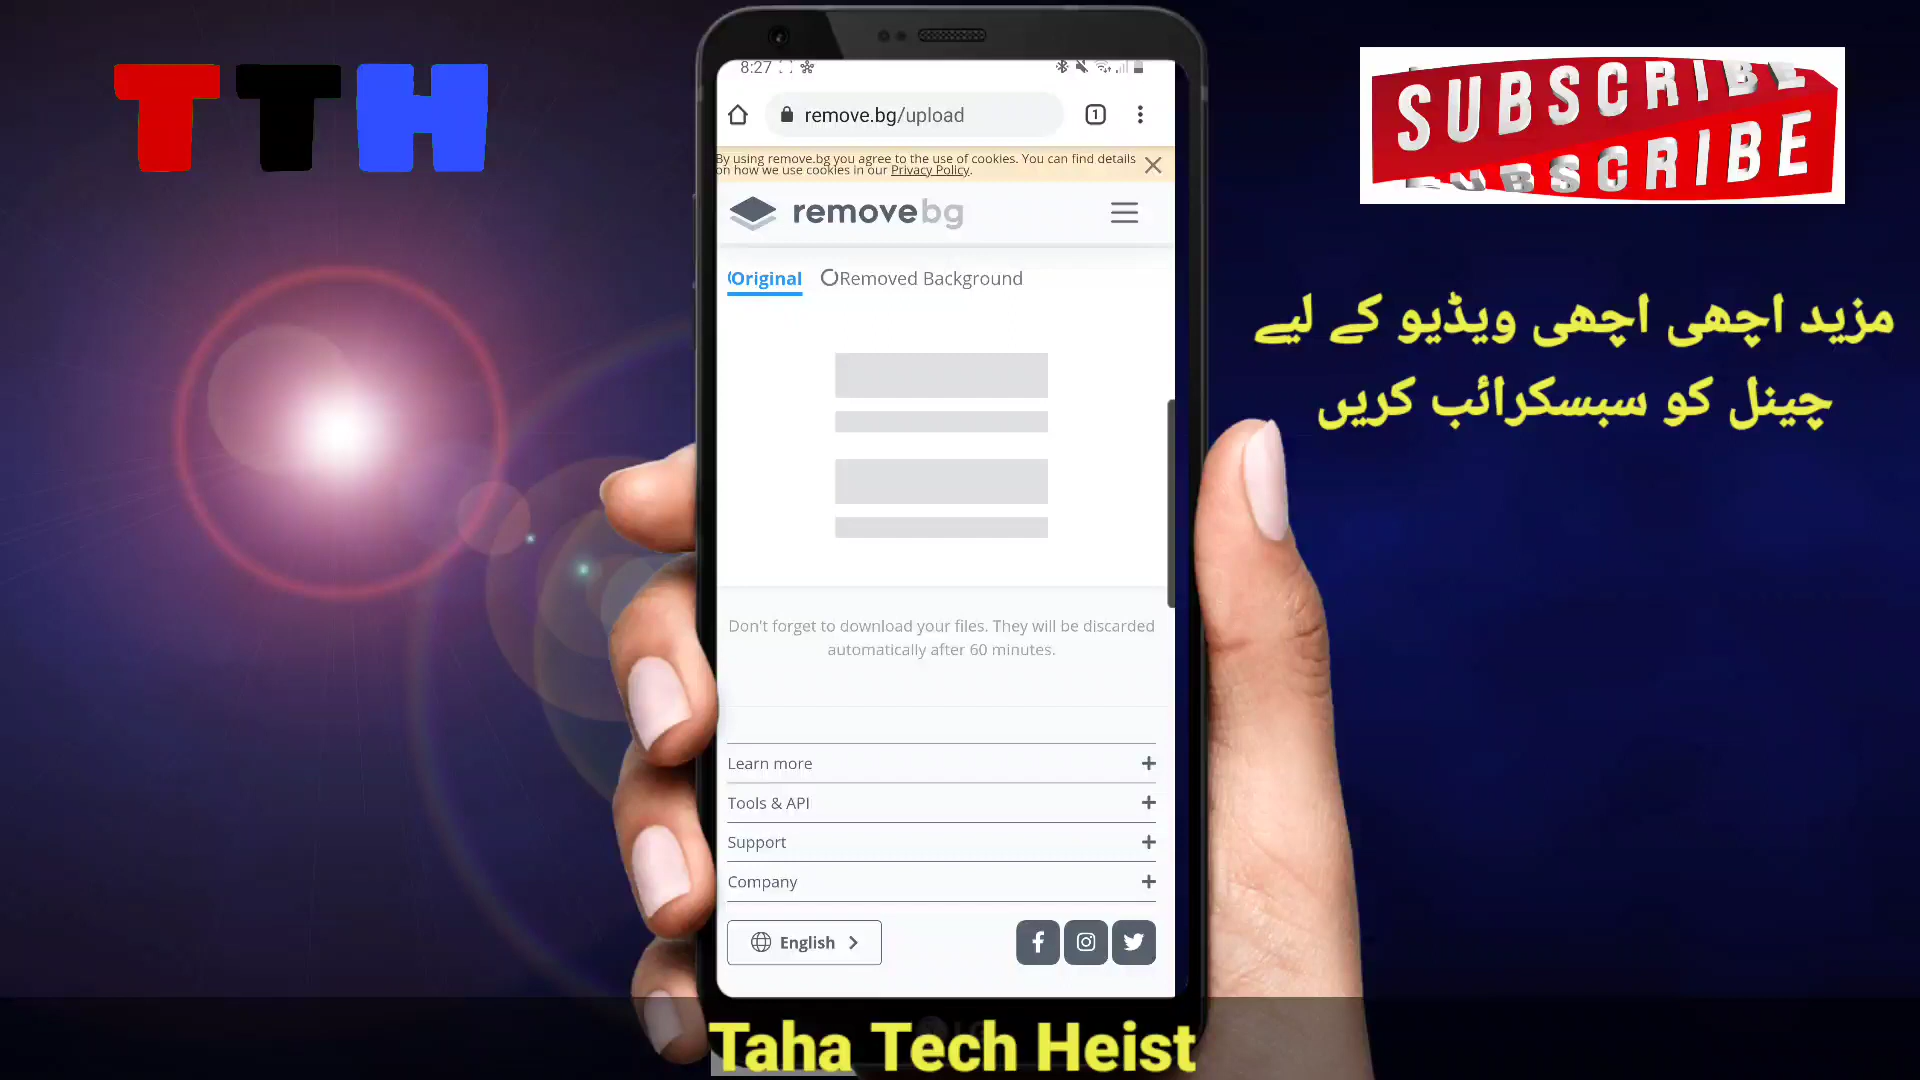 TTH
8:27
remove.bg/upload
1
By using remove.bg you agree to the use of cookies. You can find details
on how we use cookies in our Privacy Policy.
removebg
Original
Removed Background
Don't forget to download your files. They will be discarded
automatically after 60 minutes.
Learn more
Tools & API
Support
Company
English
SUBSCRIBE
SUBSCRIBE
مزید اچھی اچھی ویڈیو کے لیے
چینل کو سبسکرائب کریں
Taha Tech Heist